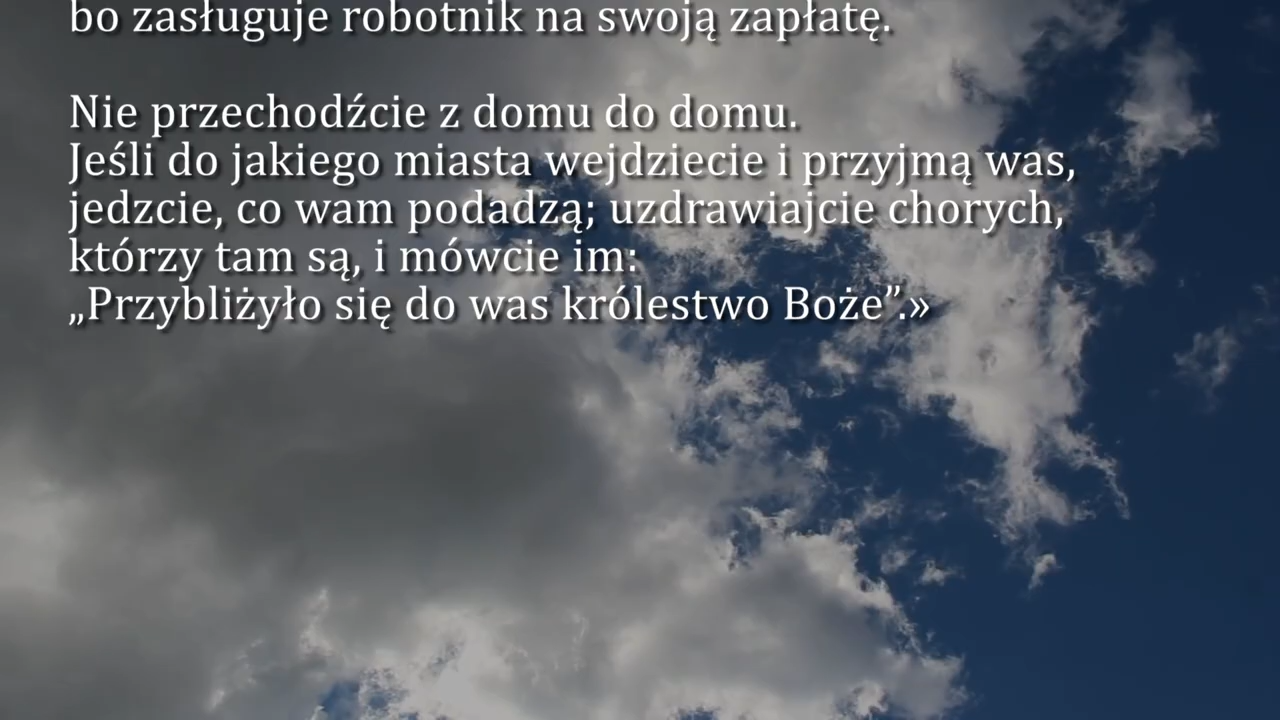 bo zasługuje robotnik na swoją zapłatę.
Nie przechodźcie z domu do domu.
Jeśli do jakiego miasta wejdziecie i przyjmą was,
jedzcie, co wam podadzą; uzdrawiajcie chorych,
którzy tam są, i mówcie im:
„Przybliżyło się do was królestwo Boże”.»